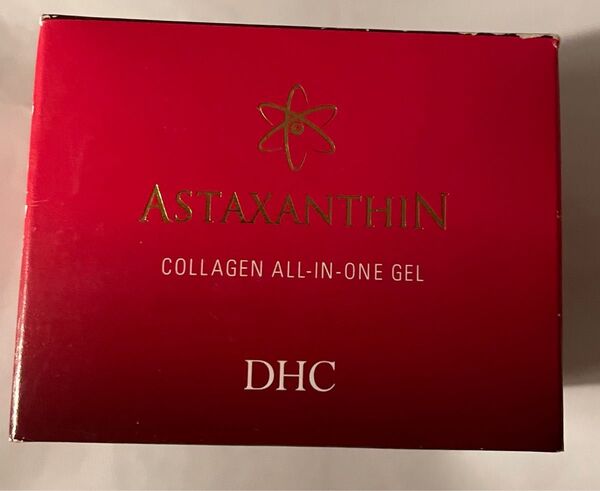 ASTAXANTHIN
COLLAGEN ALL-IN-ONE GEL
DHC